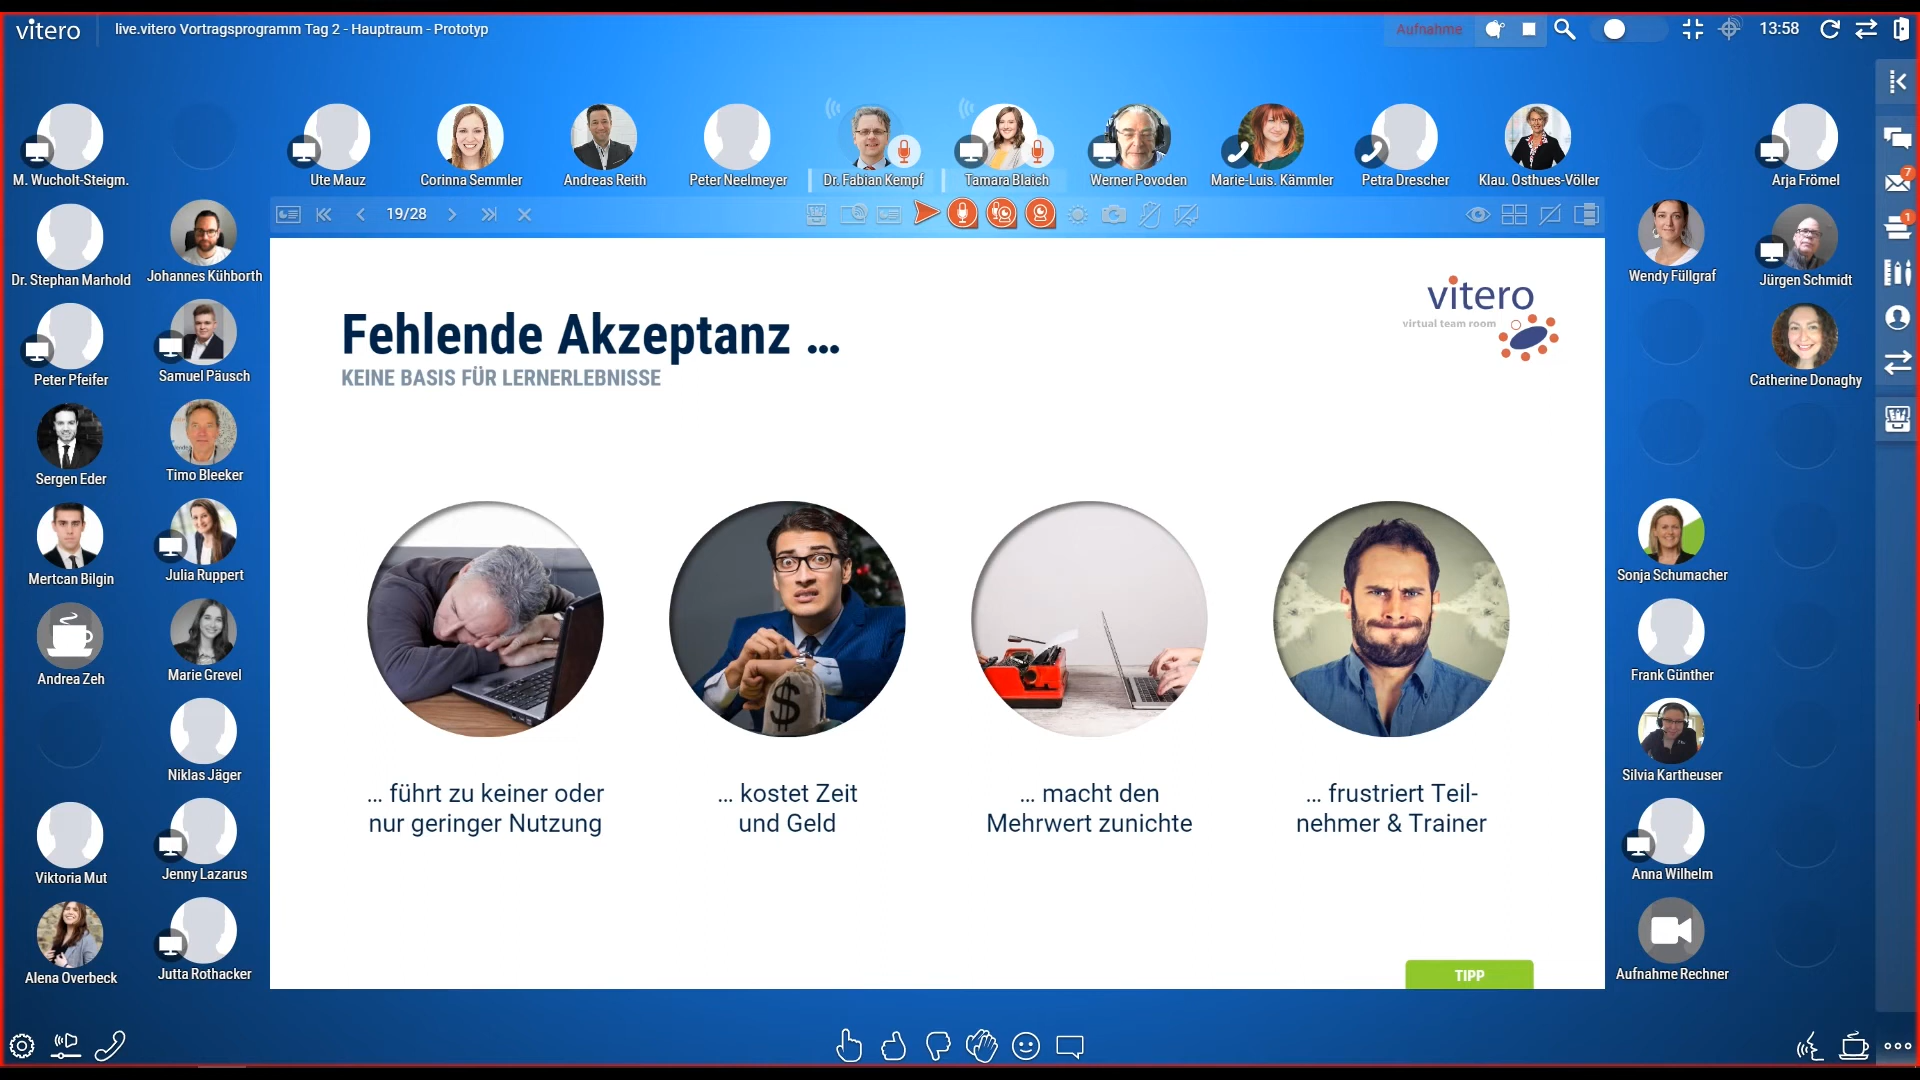 vitero
live.vitero Vortragsprogramm Tag 2 - Hauptraum - Prototyp
Aufnahme
13:58
M. Wucholt-Steigm.
Ute Mauz
Corinna Semmler
Andreas Reith
Peter Neelmeyer
Dr. Fabian Kempf
Tamara Blaich
Werner Povoden
Marie-Luis. Kämmler
Petra Drescher
Klau. Osthues-Völler
Arja Frömel
7
19/28
1
Dr. Stephan Marhold
Johannes Kühborth
Wendy Füllgraf
Jürgen Schmidt
vitero
virtual team room
Fehlende Akzeptanz ...
KEINE BASIS FÜR LERNERLEBNISSE
Peter Pfeifer
Samuel Päusch
Catherine Donaghy
Sergen Eder
Timo Bleeker
Mertcan Bilgin
Julia Ruppert
Sonja Schumacher
Andrea Zeh
Marie Grevel
Frank Günther
$
Niklas Jäger
Silvia Kartheuser
... führt zu keiner oder
nur geringer Nutzung
... kostet Zeit
und Geld
... macht den
Mehrwert zunichte
... frustriert Teil-
nehmer & Trainer
Viktoria Mut
Jenny Lazarus
Anna Wilhelm
Alena Overbeck
Jutta Rothacker
Aufnahme Rechner
TIPP